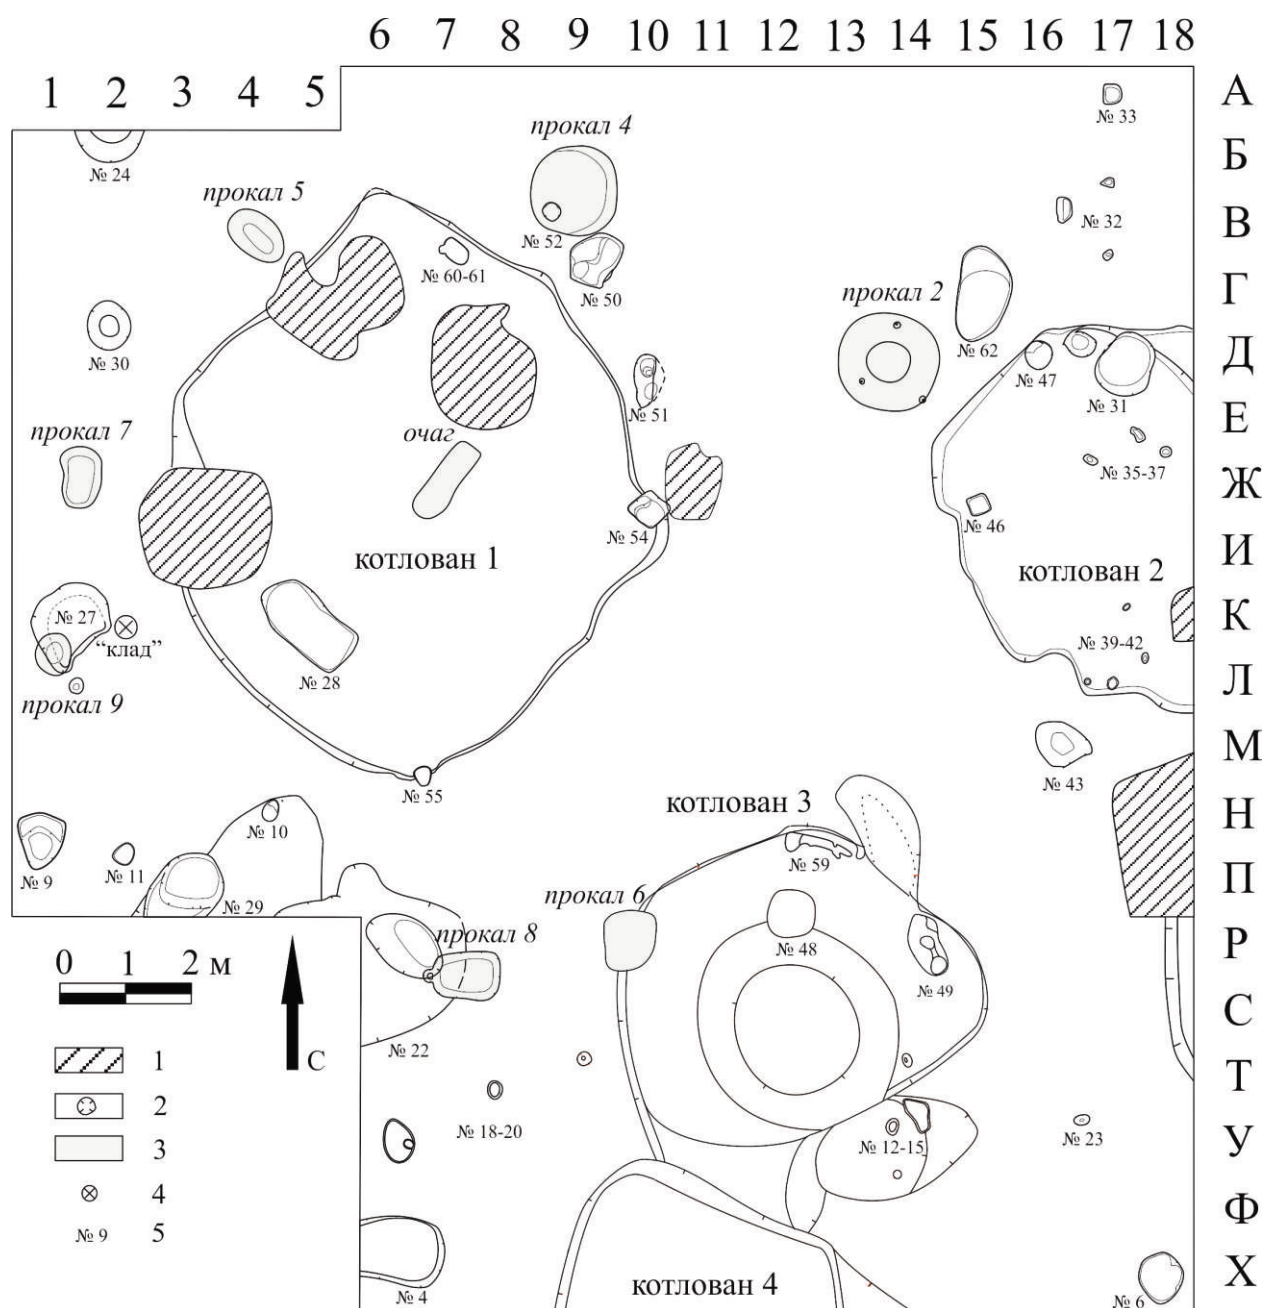 6 7 8 9 10 11 12 13 14 15 16 17 18
1 2 3 4 5
А
№ 33
прокал 4
Б
№ 24
прокал 5
В
№ 52
№ 32
№ 60-61
№ 50
прокал 2
Г
№ 30
№ 62
№ 47
Д
№ 31
№ 51
Е
прокал 7
очаг
№ 35-37
Ж
№ 46
№ 54
И
котлован 1
котлован 2
№ 27
К
“клад”
№ 39-42
№ 28
Л
прокал 9
М
№ 43
№ 55
котлован 3
Н
№ 10
№ 59
№ 9
№ 11
П
прокал 6
№ 29
прокал 8
Р
№ 48
0 1 2 м
№ 49
С
№ 22
С
1
Т
2
№ 18-20
№ 12-15
№ 23
У
3
4
Ф
№ 9 5
котлован 4
Х
№ 4
№ 6